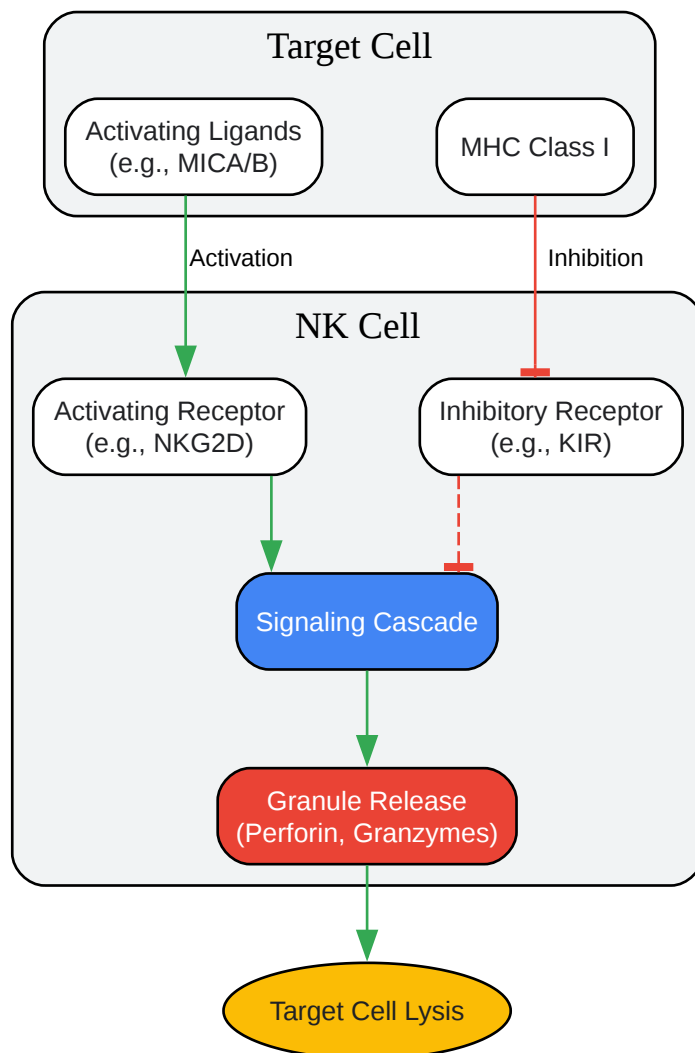 Target Cell
Activating Ligands
(e.g., MICA/B)
MHC Class I
Activation
Inhibition
NK Cell
Activating Receptor
(e.g., NKG2D)
Inhibitory Receptor
(e.g., KIR)
Signaling Cascade
Granule Release
(Perforin, Granzymes)
Target Cell Lysis